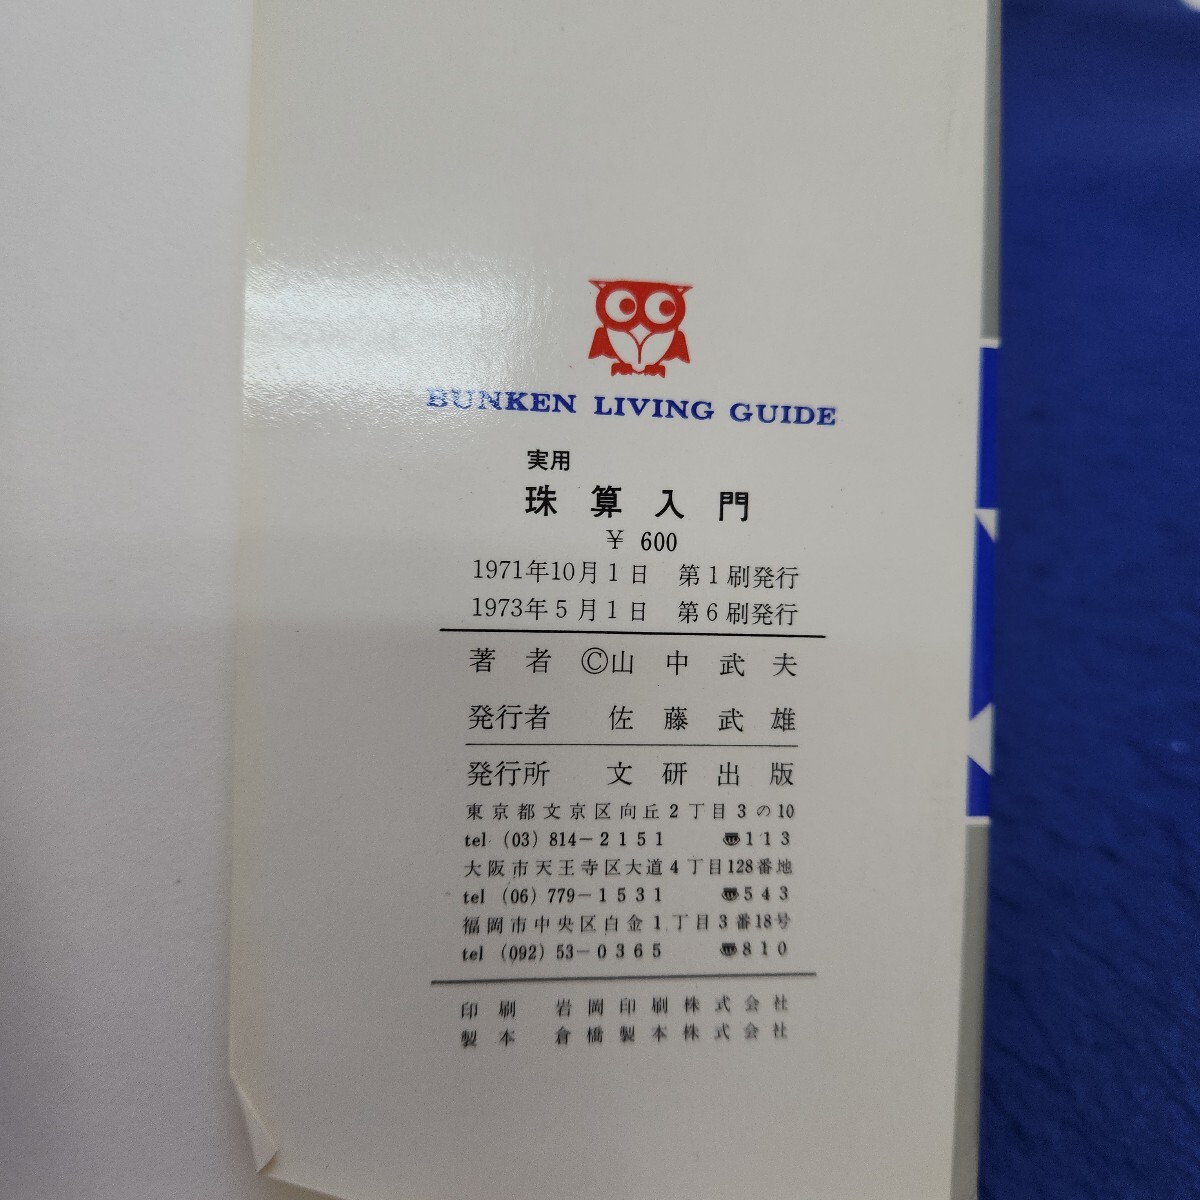 BUNKEN LIVING GUIDE
実用
珠算入門
¥ 600
1971年10月1日 第1刷発行
1973年5月1日 第6刷発行
著者 ©山中武夫
発行者 佐藤武雄
発行所 文研出版
東京都文京区向丘2丁目3の10
tel (03) 814-2151 〠113
大阪市天王寺区大道4丁目128番地
tel (06) 779-1531 〠543
福岡市中央区白金1丁目3番18号
tel (092) 53-0365 〠810
印刷 岩岡印刷株式会社
製本 倉橋製本株式会社